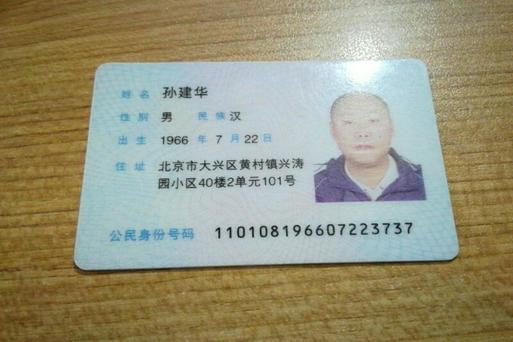 姓名 孙建华
性别 男 民族 汉
出生 1966 年 7 月 22 日
住址 北京市大兴区黄村镇兴涛
园小区40楼2单元101号
公民身份号码 110108196607223737